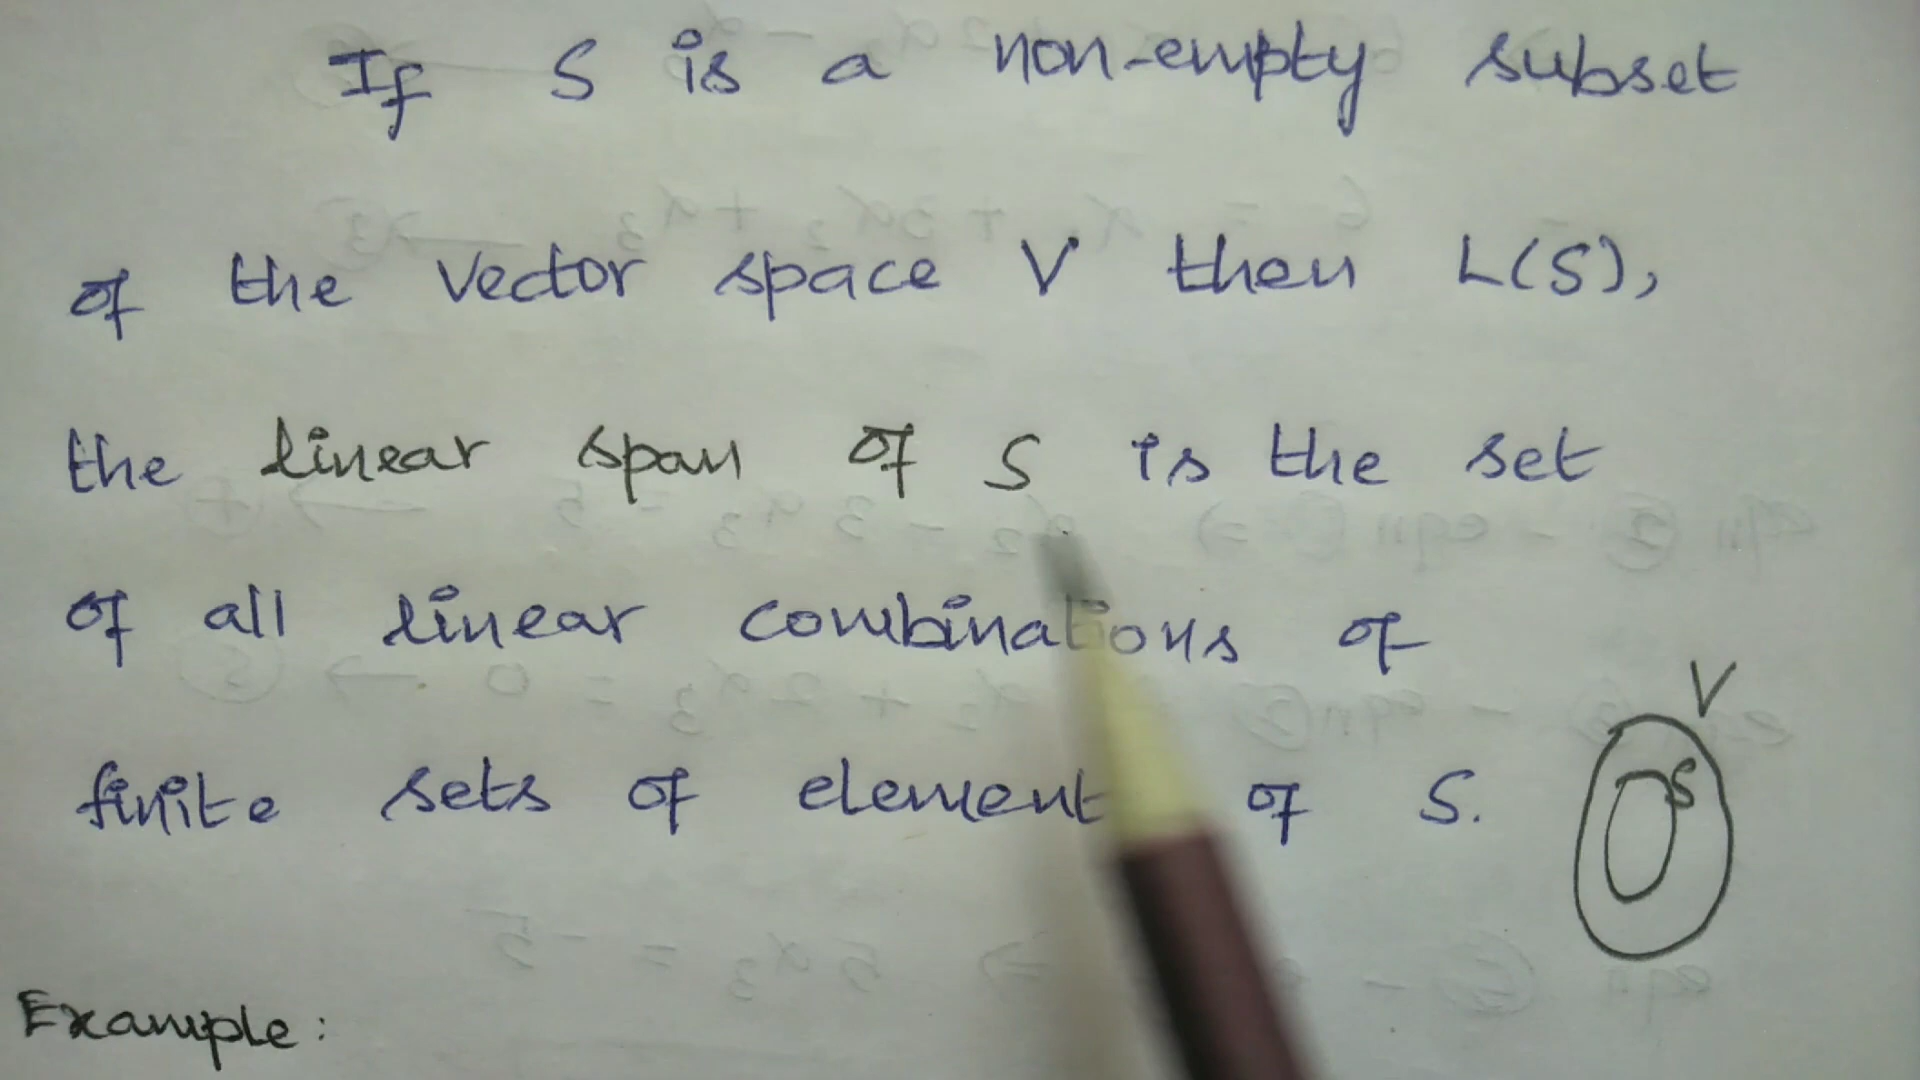 If S is a non-empty subset
of the vector space V then L(S),
the linear span of S is the set
of all linear combinations of
finite sets of element of S.
V
S
Example: